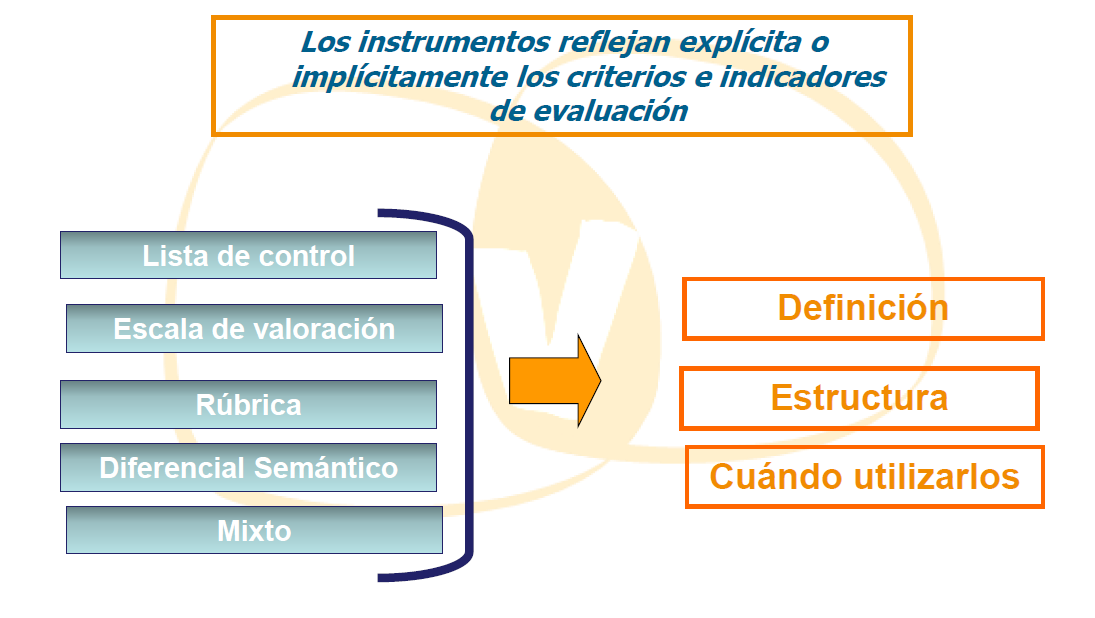 Los instrumentos reflejan explícita o
implícitamente los criterios e indicadores
de evaluación
Lista de control
Escala de valoración
Rúbrica
Diferencial Semántico
Mixto
Definición
Estructura
Cuándo utilizarlos